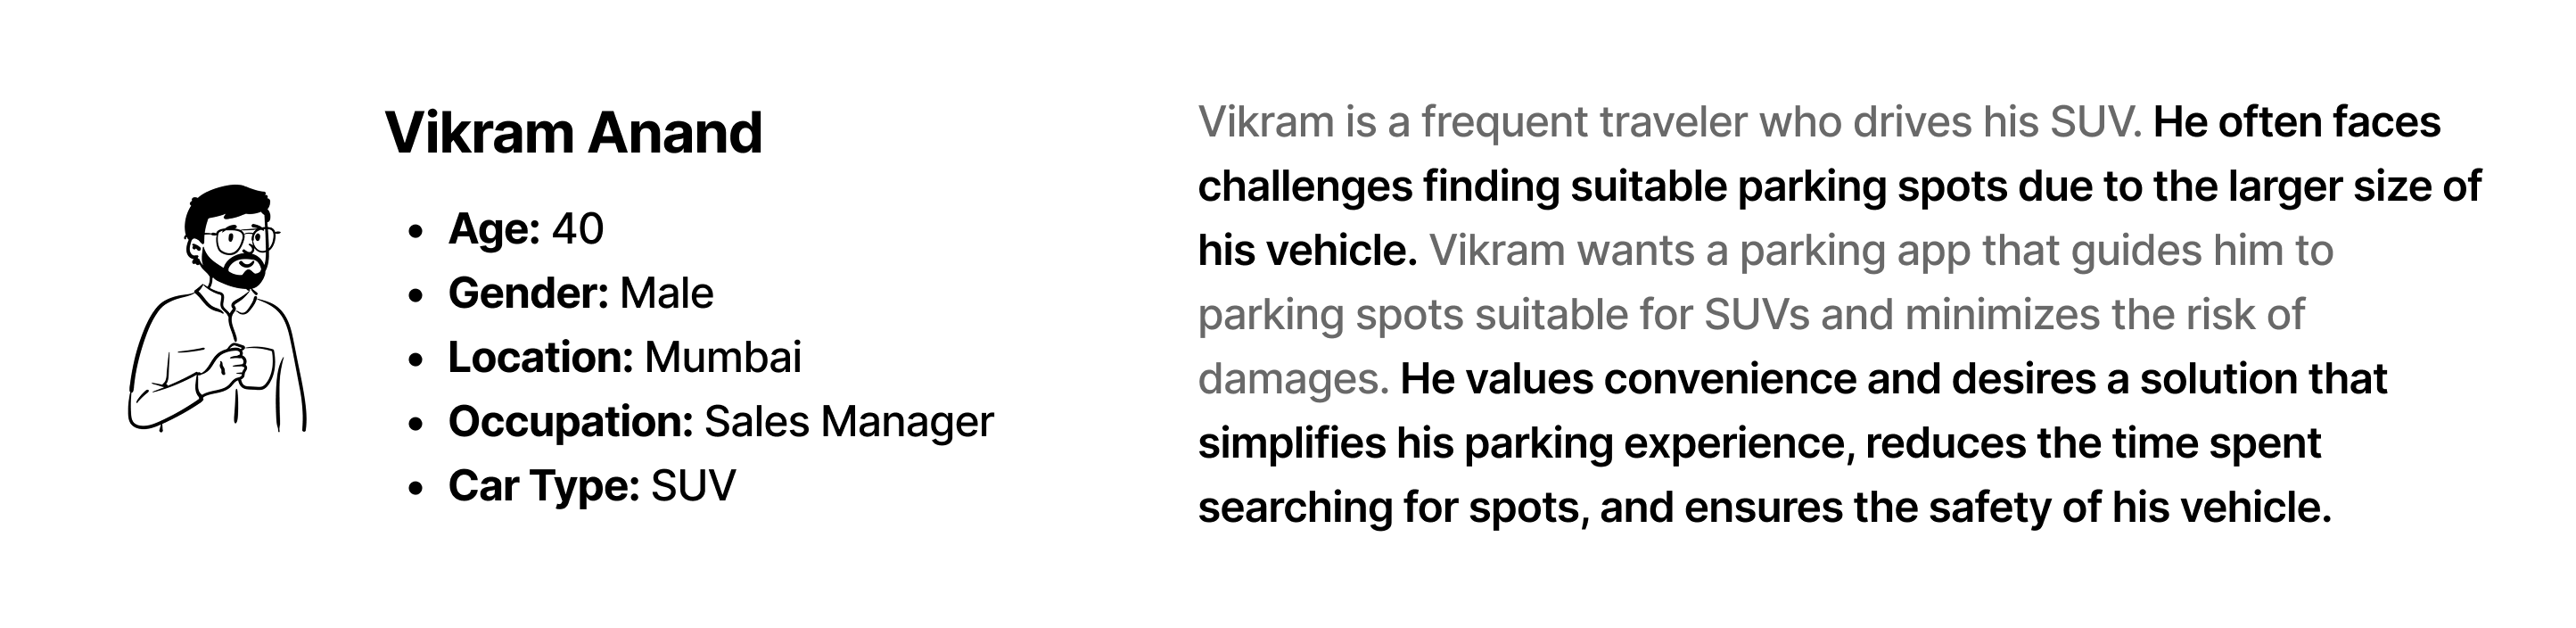 Vikram Anand
• Age: 40
• Gender: Male
• Location: Mumbai
• Occupation: Sales Manager
• Car Type: SUV
Vikram is a frequent traveler who drives his SUV. He often faces
challenges finding suitable parking spots due to the larger size of
his vehicle. Vikram wants a parking app that guides him to
parking spots suitable for SUVs and minimizes the risk of
damages. He values convenience and desires a solution that
simplifies his parking experience, reduces the time spent
searching for spots, and ensures the safety of his vehicle.